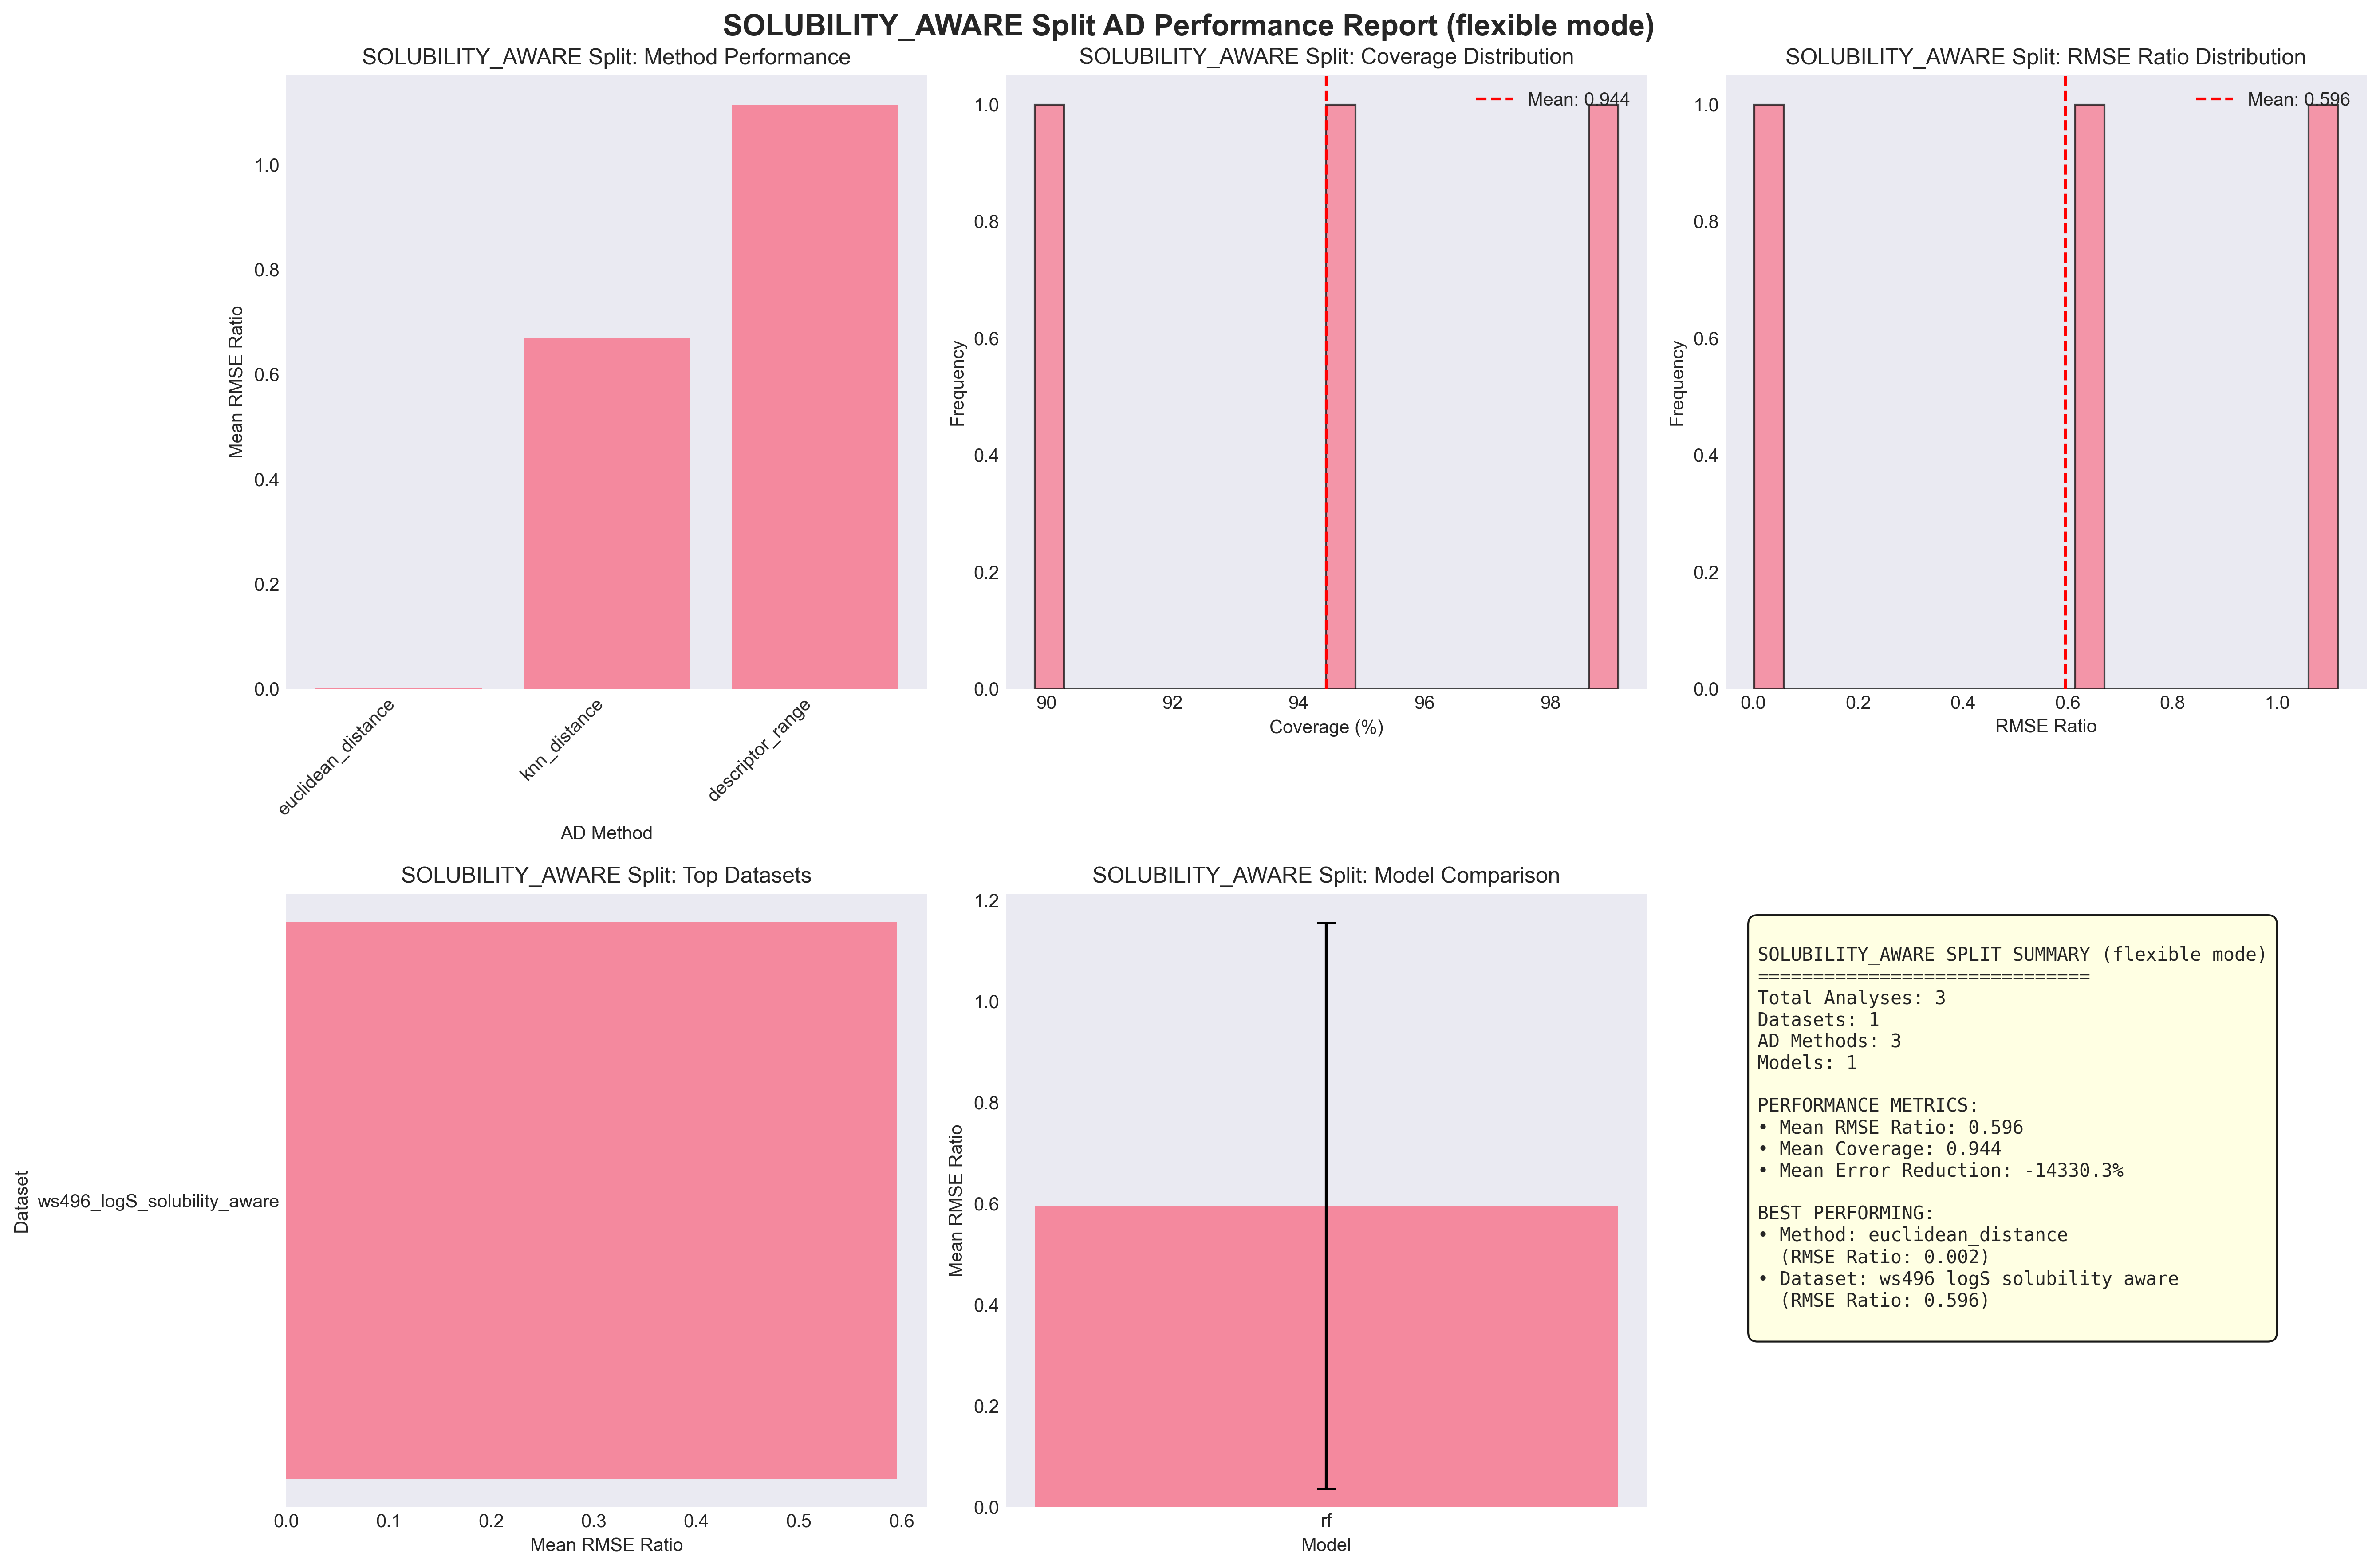 SOLUBILITY_AWARE Split AD Performance Report (flexible mode)
SOLUBILITY_AWARE Split: Method Performance
Mean RMSE Ratio
1.0
0.8
0.6
0.4
0.2
0.0
euclidean_distance
knn_distance
descriptor_range
AD Method
SOLUBILITY_AWARE Split: Coverage Distribution
Mean: 0.944
Frequency
1.0
0.8
0.6
0.4
0.2
0.0
90 92 94 96 98
Coverage (%)
SOLUBILITY_AWARE Split: RMSE Ratio Distribution
Mean: 0.596
Frequency
1.0
0.8
0.6
0.4
0.2
0.0
0.0 0.2 0.4 0.6 0.8 1.0
RMSE Ratio
SOLUBILITY_AWARE Split: Top Datasets
Dataset
ws496_logS_solubility_aware
0.0 0.1 0.2 0.3 0.4 0.5 0.6
Mean RMSE Ratio
SOLUBILITY_AWARE Split: Model Comparison
Mean RMSE Ratio
1.2
1.0
0.8
0.6
0.4
0.2
0.0
rf
Model
SOLUBILITY_AWARE SPLIT SUMMARY (flexible mode)
==============================
Total Analyses: 3
Datasets: 1
AD Methods: 3
Models: 1
PERFORMANCE METRICS:
• Mean RMSE Ratio: 0.596
• Mean Coverage: 0.944
• Mean Error Reduction: -14330.3%
BEST PERFORMING:
• Method: euclidean_distance
(RMSE Ratio: 0.002)
• Dataset: ws496_logS_solubility_aware
(RMSE Ratio: 0.596)